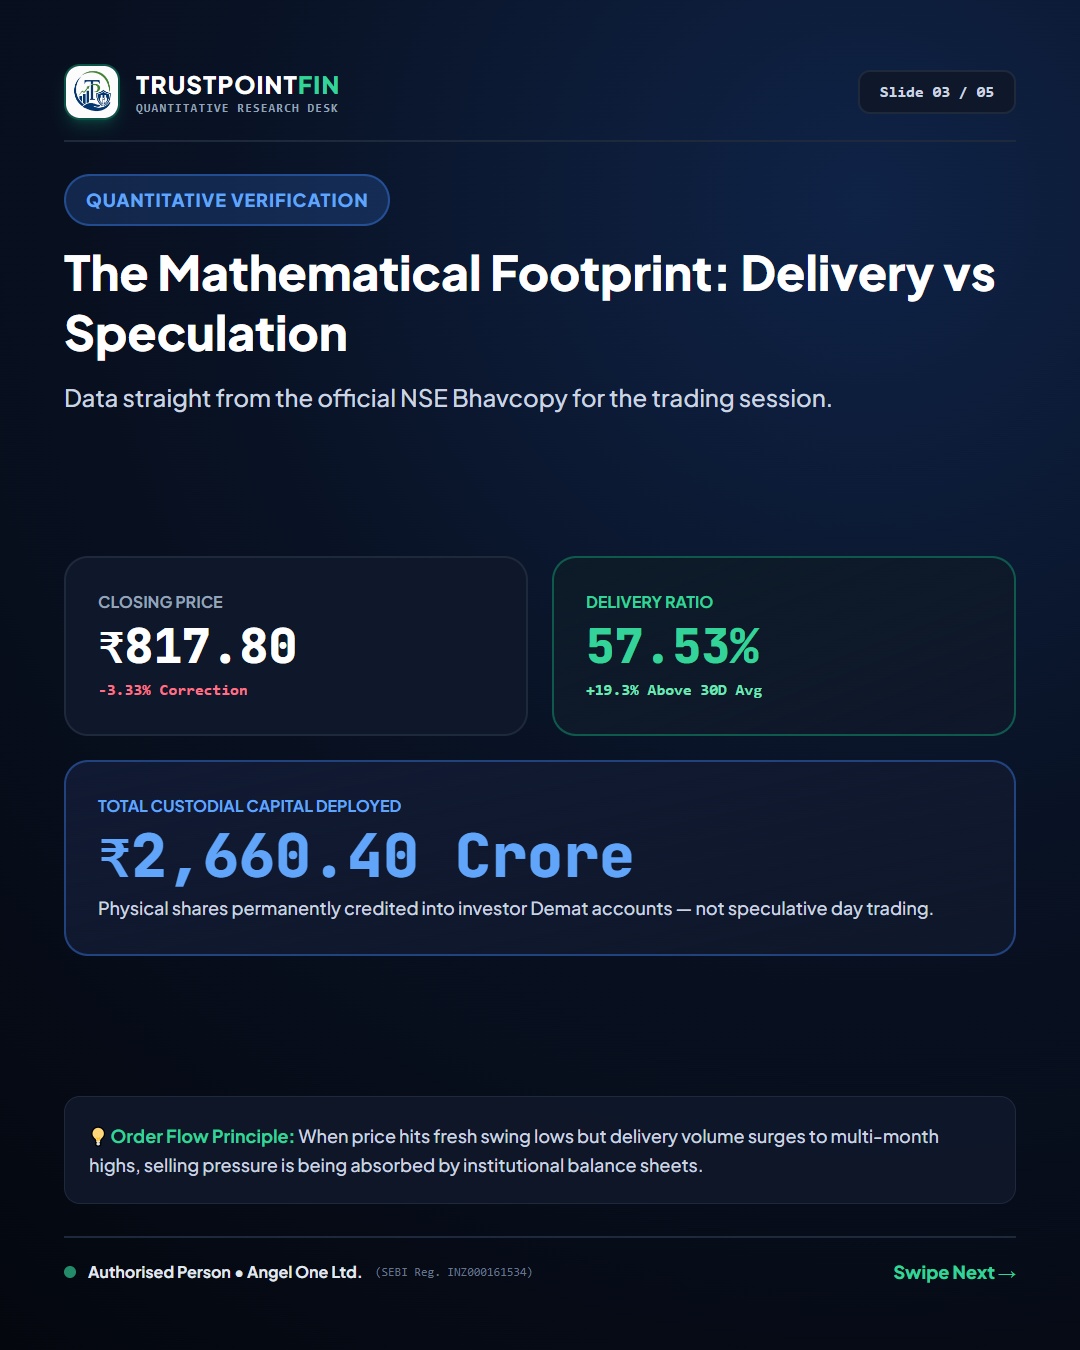 TRUSTPOINTFIN
QUANTITATIVE RESEARCH DESK
Slide 03 / 05
QUANTITATIVE VERIFICATION
The Mathematical Footprint: Delivery vs
Speculation
Data straight from the official NSE Bhavcopy for the trading session.
CLOSING PRICE
₹817.80
-3.33% Correction
DELIVERY RATIO
57.53%
+19.3% Above 30D Avg
TOTAL CUSTODIAL CAPITAL DEPLOYED
₹2,660.40 Crore
Physical shares permanently credited into investor Demat accounts — not speculative day trading.
💡 Order Flow Principle: When price hits fresh swing lows but delivery volume surges to multi-month
highs, selling pressure is being absorbed by institutional balance sheets.
Authorised Person • Angel One Ltd. (SEBI Reg. INZ000161534)
Swipe Next →